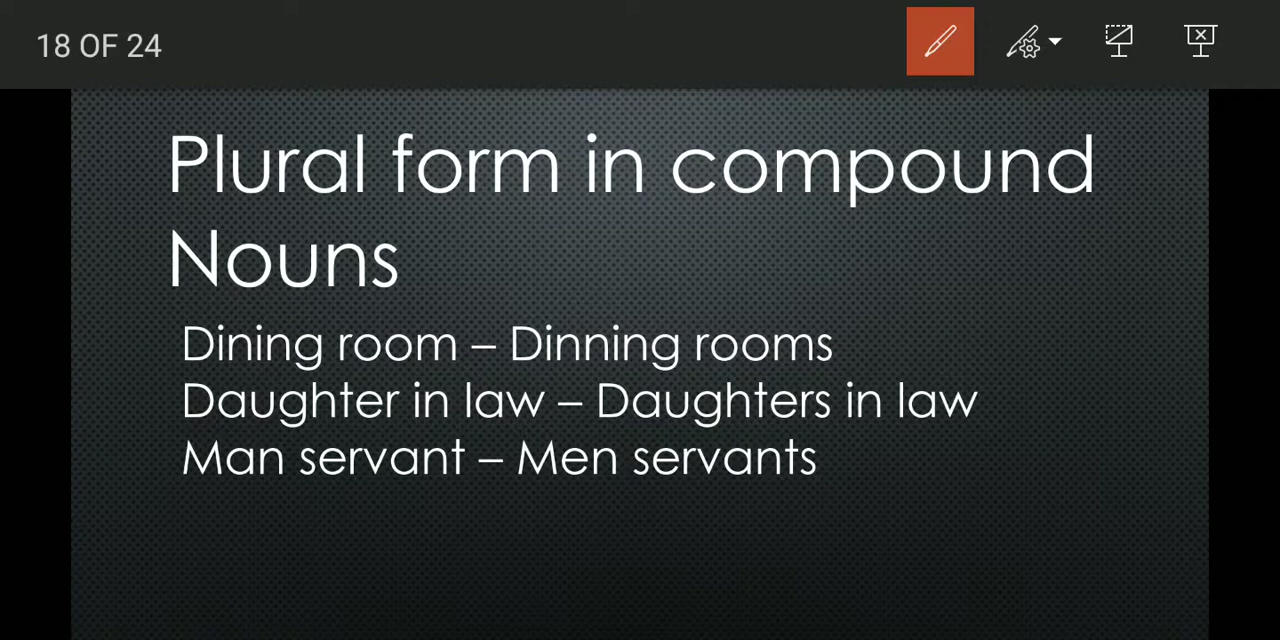 18 OF 24
Plural form in compound
Nouns
Dining room – Dinning rooms
Daughter in law – Daughters in law
Man servant – Men servants